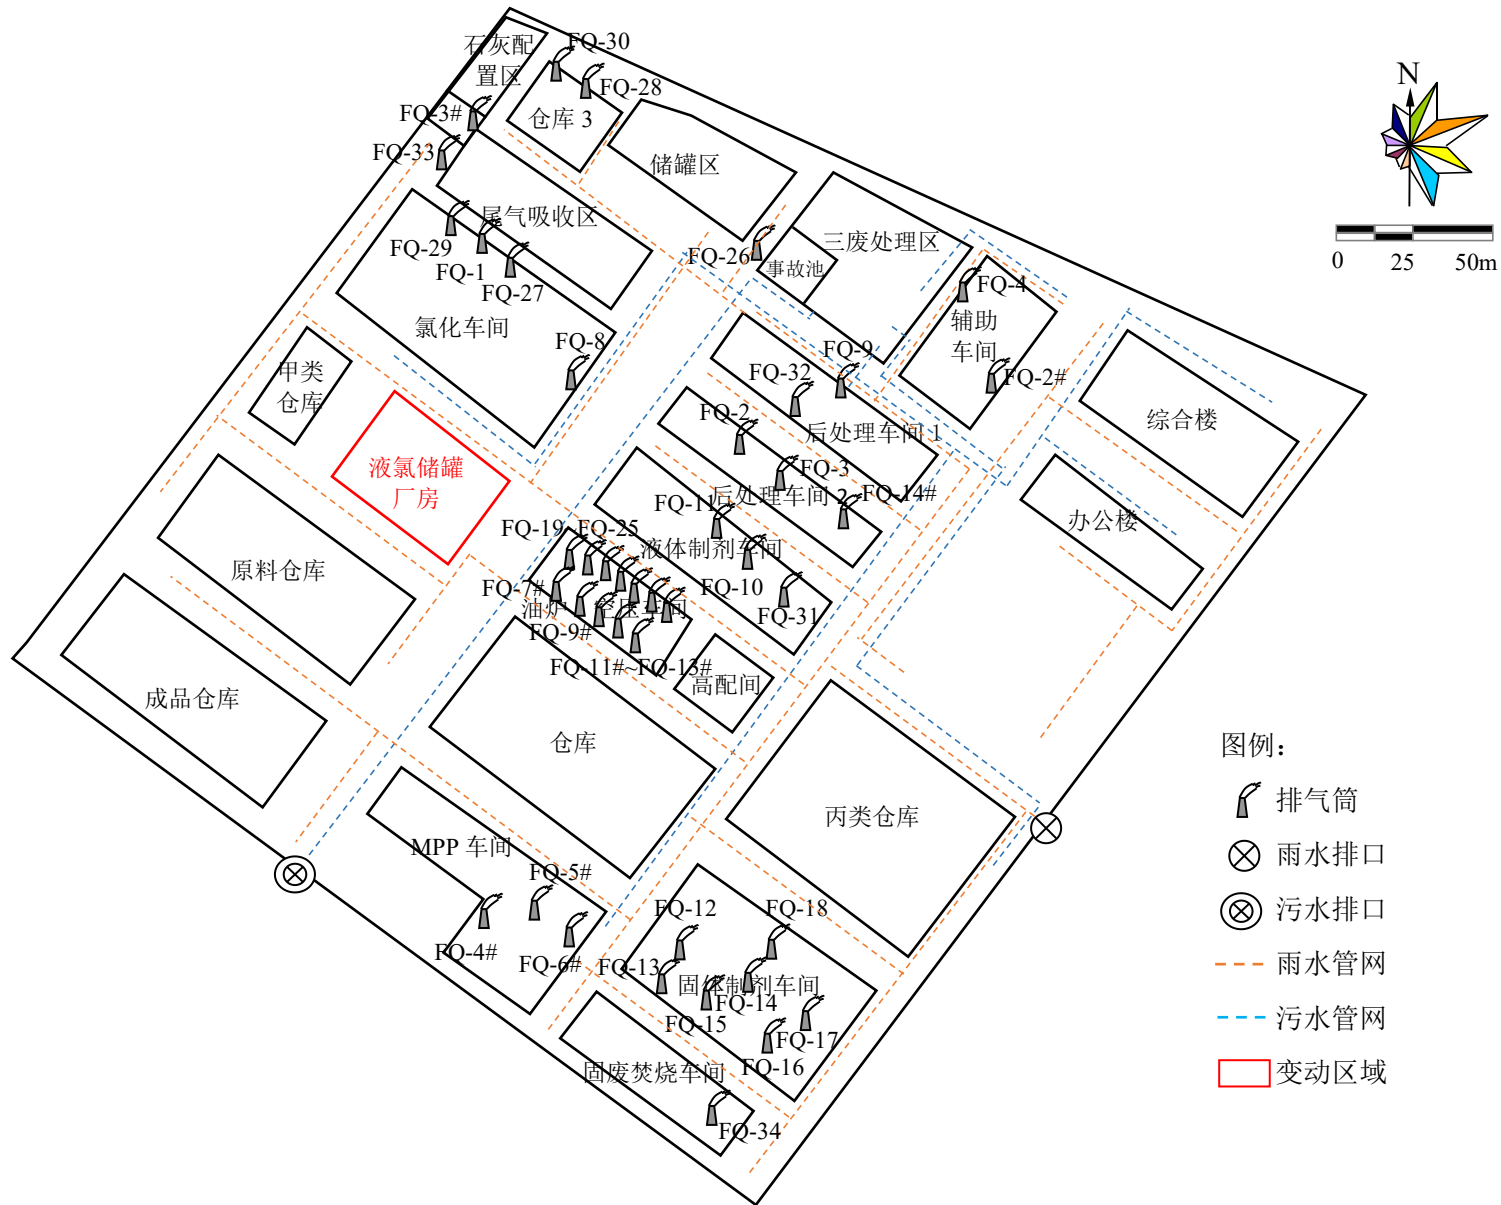 FQ-30
石灰配
置区
FQ-28
FQ-3#
仓库 3
FQ-33
储罐区
N
0 25 50m
尾气吸收区
FQ-29
FQ-1
FQ-27
FQ-26
三废处理区
事故池
FQ-4
辅助
车间
FQ-2#
氯化车间
FQ-8
FQ-9
FQ-32
甲类
仓库
FQ-2
后处理车间 1
综合楼
液氯储罐
厂房
FQ-3
后处理车间 2
FQ-14#
FQ-11
办公楼
FQ-19
FQ-25
液体制剂车间
原料仓库
FQ-7#
FQ-10
油炉
空压车间
FQ-31
FQ-9#
FQ-11#~FQ-13#
高配间
成品仓库
仓库
丙类仓库
MPP 车间
FQ-5#
FQ-4#
FQ-6#
FQ-12
FQ-18
FQ-13
固体制剂车间
FQ-14
FQ-15
FQ-17
FQ-16
固废焚烧车间
FQ-34
图例：
排气筒
雨水排口
污水排口
雨水管网
污水管网
变动区域